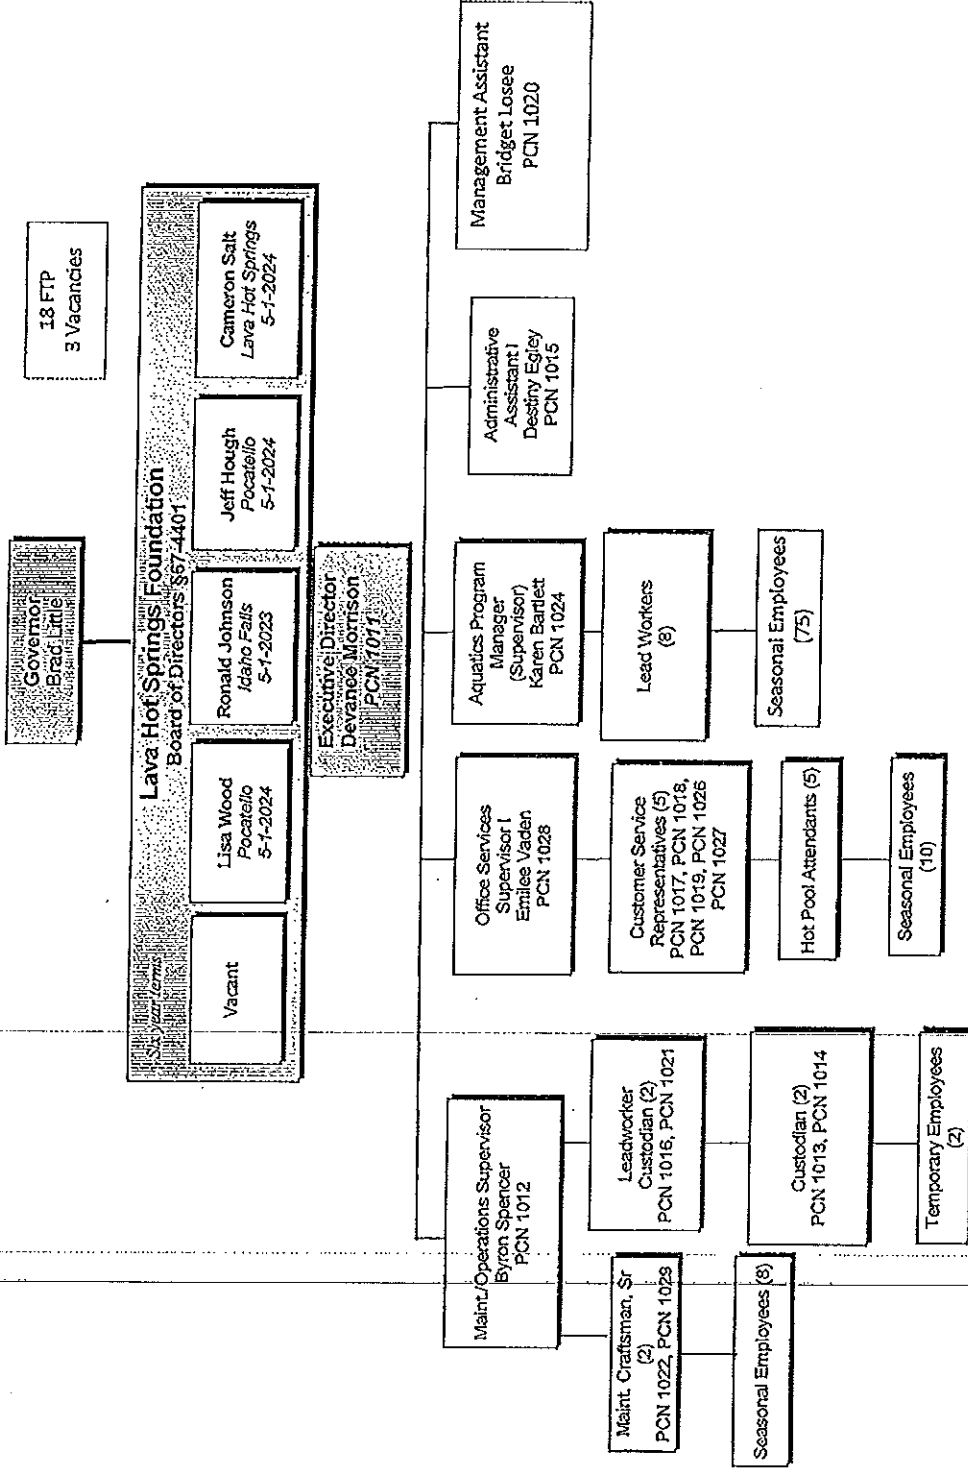 18 FTP
3 Vacancies
Governor
Brad Little
Lava Hot Springs Foundation
Board of Directors §67-4401
Six year terms
Vacant
Lisa Wood
Pocatello
5-1-2024
Ronald Johnson
Idaho Falls
5-1-2023
Jeff Hough
Pocatello
5-1-2024
Cameron Salt
Lava Hot Springs
5-1-2024
Executive Director
Devance Morrison
PCN 1011
Maint./Operations Supervisor
Byron Spencer
PCN 1012
Office Services
Supervisor I
Emilee Vaden
PCN 1028
Aquatics Program
Manager
(Supervisor)
Karen Bartlett
PCN 1024
Administrative
Assistant I
Destiny Egley
PCN 1015
Management Assistant
Bridget Losee
PCN 1020
Maint. Craftsman, Sr
(2)
PCN 1022, PCN 1029
Seasonal Employees (8)
Leadworker
Custodian (2)
PCN 1016, PCN 1021
Custodian (2)
PCN 1013, PCN 1014
Temporary Employees
(2)
Customer Service
Representatives (5)
PCN 1017, PCN 1018,
PCN 1019, PCN 1026
PCN 1027
Hot Pool Attendants (5)
Seasonal Employees
(10)
Lead Workers
(8)
Seasonal Employees
(75)